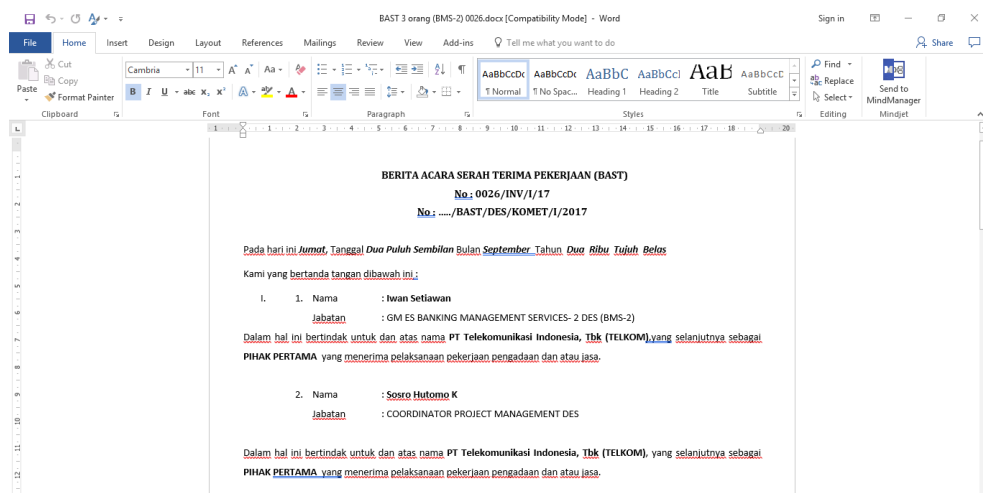 BAST 3 orang (BMS-2) 0026.docx [Compatibility Mode] - Word
Sign in
File Home Insert Design Layout References Mailings Review View Add-ins Tell me what you want to do Share
Cut
Copy
Format Painter
Paste
Clipboard
Cambria 11
B I U abc X₂ X²
Font
Paragraph
AaBbCcDc AaBbCcDc AaBbC AaBbCcl AaB AaBbCcC
¶ Normal ¶ No Spac... Heading 1 Heading 2 Title Subtitle
Styles
Find
Replace
Select
Editing
Send to
MindManager
Mindjet
BERITA ACARA SERAH TERIMA PEKERJAAN (BAST)
No : 0026/INV/I/17
No : ...../BAST/DES/KOMET/I/2017
Pada hari ini Jumat, Tanggal Dua Puluh Sembilan Bulan September Tahun Dua Ribu Tujuh Belas
Kami yang bertanda tangan dibawah ini :
I. 1. Nama : Iwan Setiawan
Jabatan : GM ES BANKING MANAGEMENT SERVICES- 2 DES (BMS-2)
Dalam hal ini bertindak untuk dan atas nama PT Telekomunikasi Indonesia, Tbk (TELKOM),yang selanjutnya sebagai
PIHAK PERTAMA yang menerima pelaksanaan pekerjaan pengadaan dan atau jasa.
2. Nama : Sosro Hutomo K
Jabatan : COORDINATOR PROJECT MANAGEMENT DES
Dalam hal ini bertindak untuk dan atas nama PT Telekomunikasi Indonesia, Tbk (TELKOM), yang selanjutnya sebagai
PIHAK PERTAMA yang menerima pelaksanaan pekerjaan pengadaan dan atau jasa.